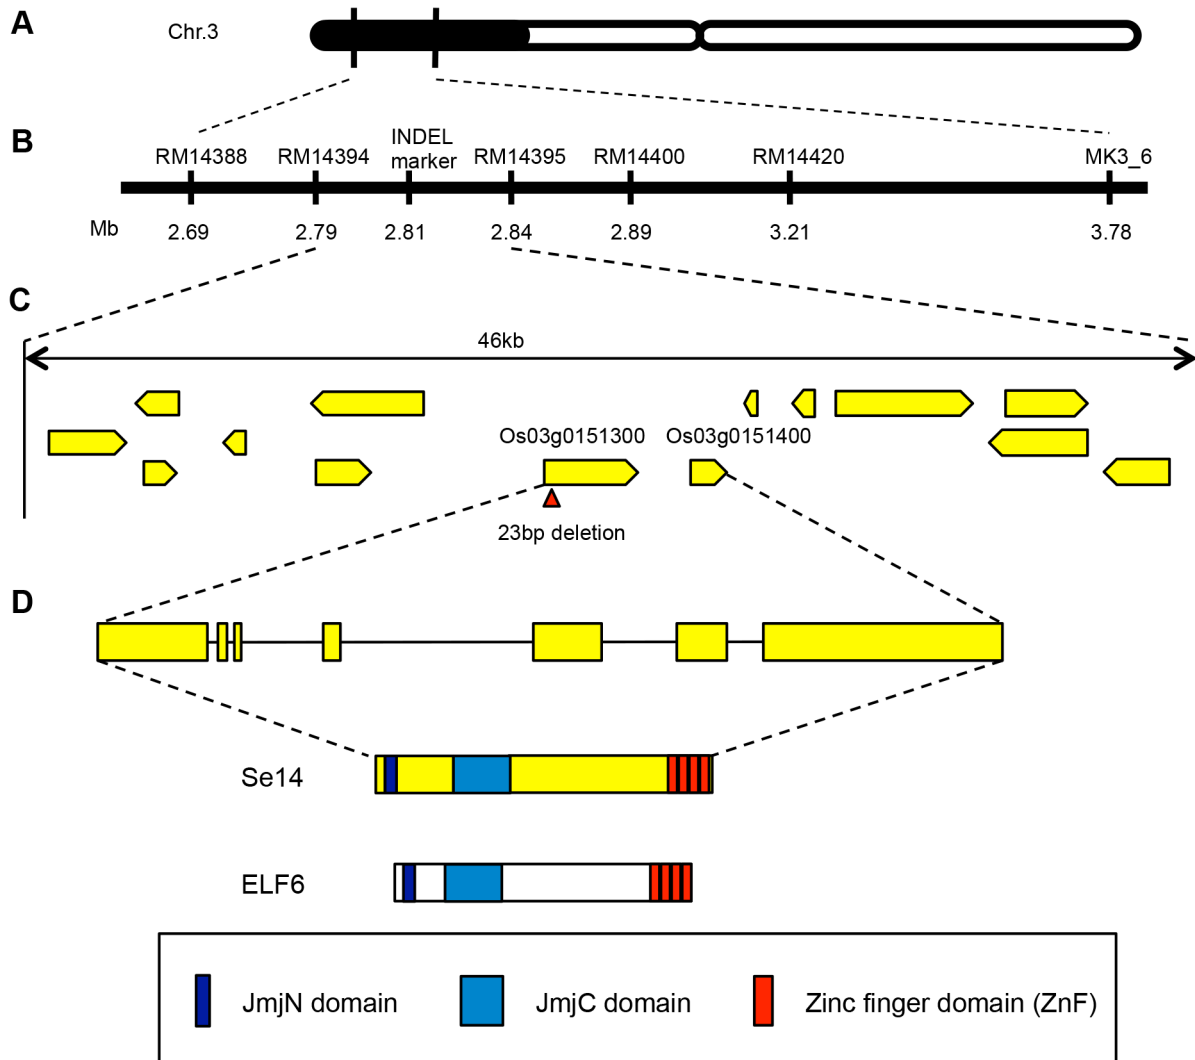 A
Chr.3
B
RM14388
RM14394
INDEL
marker
RM14395
RM14400
RM14420
MK3_6
Mb
2.69
2.79
2.81
2.84
2.89
3.21
3.78
C
46kb
Os03g0151300
Os03g0151400
23bp deletion
D
Se14
ELF6
JmjN domain
JmjC domain
Zinc finger domain (ZnF)